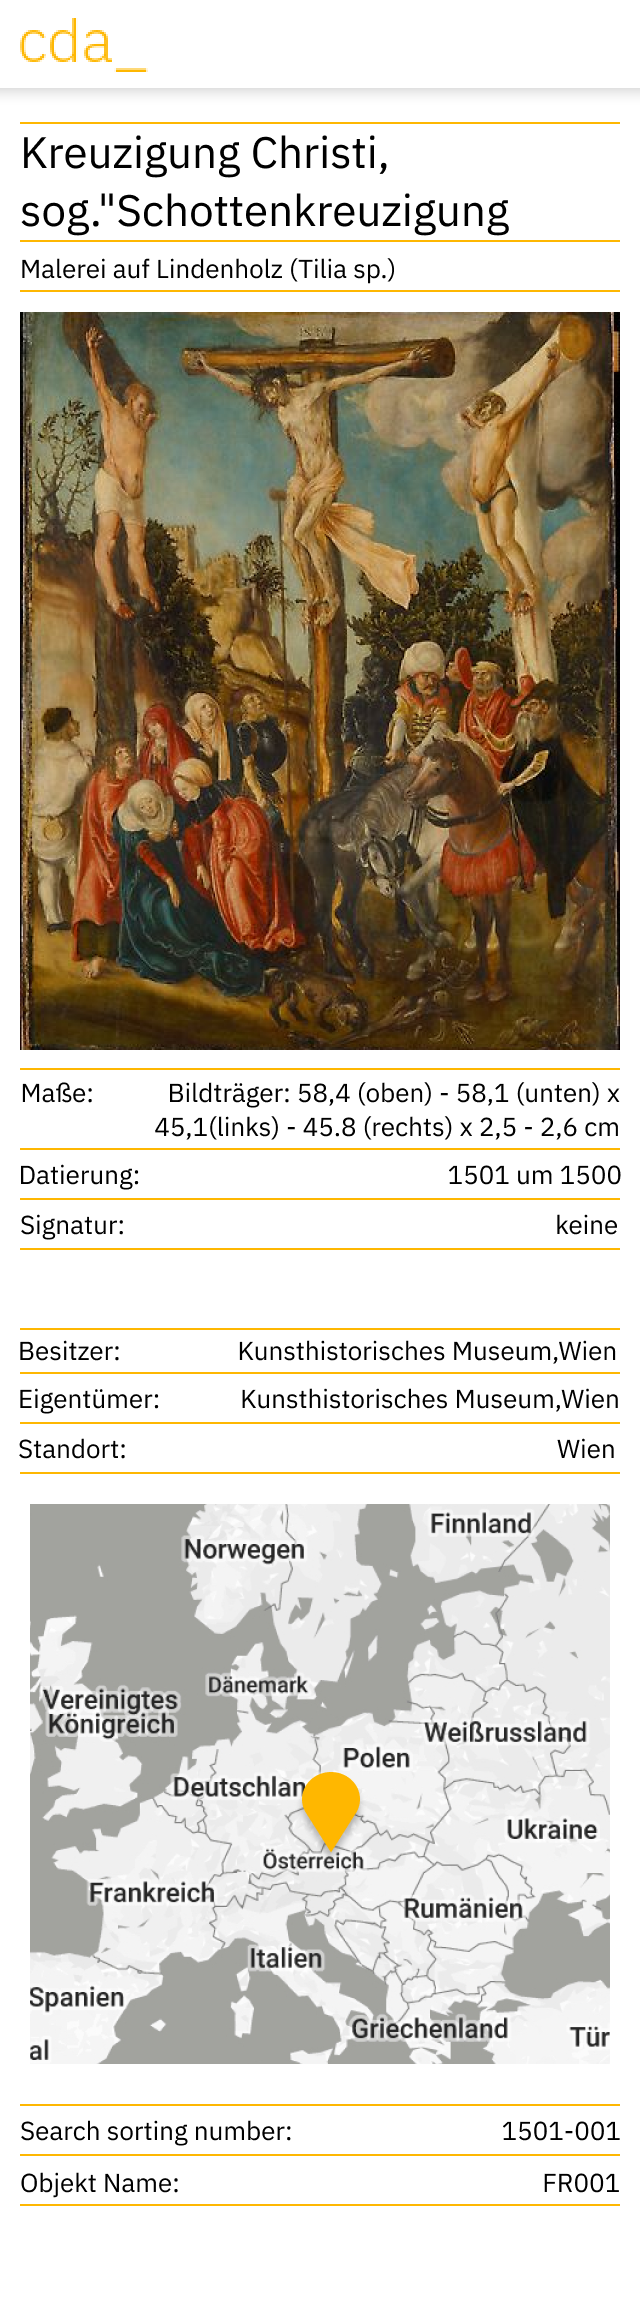 cda_
Kreuzigung Christi,
sog."Schottenkreuzigung
Malerei auf Lindenholz (Tilia sp.)
Maße: Bildträger: 58,4 (oben) - 58,1 (unten) x
45,1(links) - 45.8 (rechts) x 2,5 - 2,6 cm
Datierung: 1501 um 1500
Signatur: keine
Besitzer: Kunsthistorisches Museum,Wien
Eigentümer: Kunsthistorisches Museum,Wien
Standort: Wien
Finnland
Norwegen
Dänemark
Vereinigtes
Königreich
Weißrussland
Polen
Deutschlan
Ukraine
Österreich
Frankreich
Rumänien
Italien
Spanien
Griechenland
Tür
al
Search sorting number: 1501-001
Objekt Name: FR001